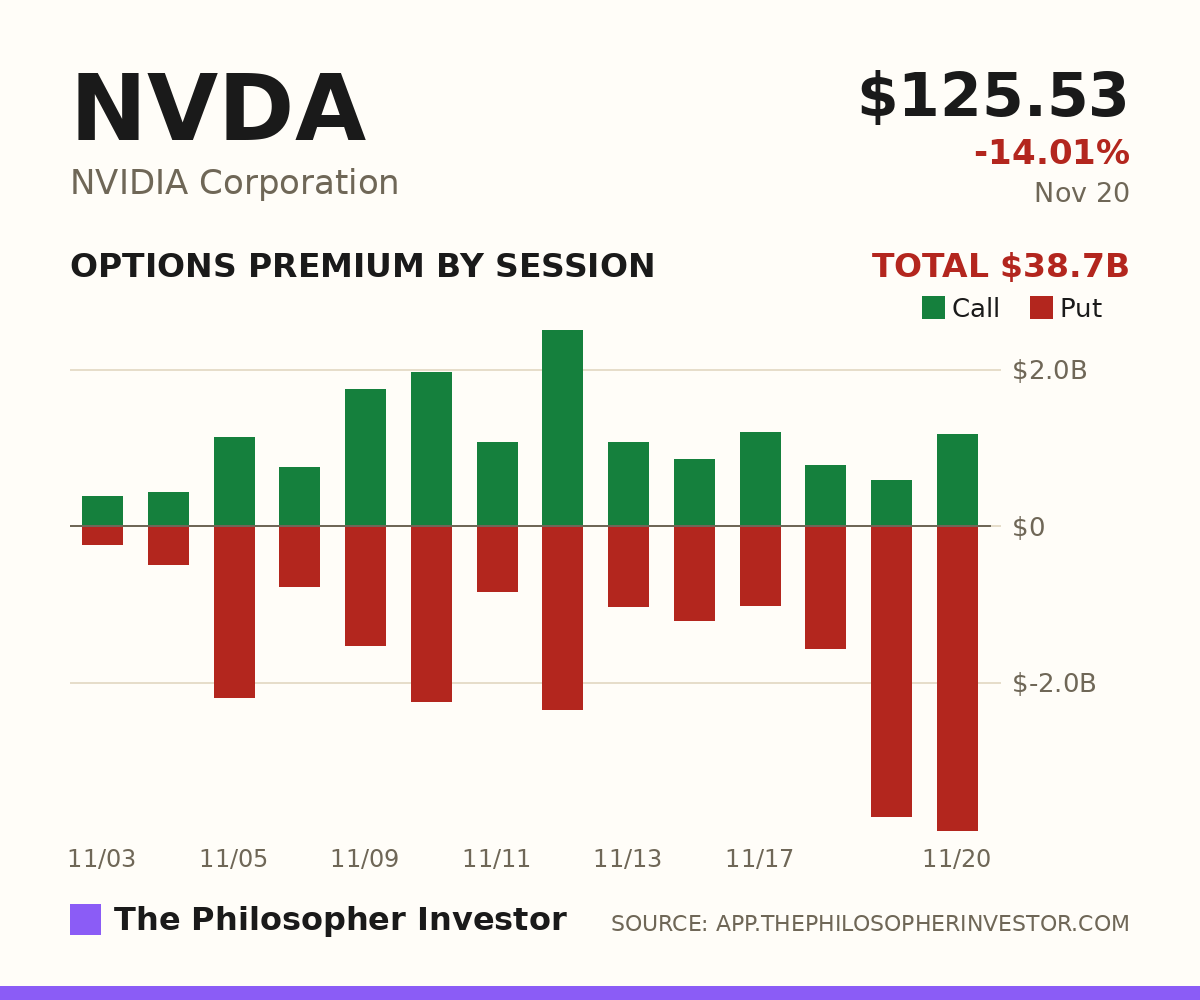 NVDA
$125.53
-14.01%
NVIDIA Corporation
Nov 20
OPTIONS PREMIUM BY SESSION
TOTAL $38.7B
Call
Put
$2.0B
$0
$-2.0B
11/03
11/05
11/09
11/11
11/13
11/17
11/20
The Philosopher Investor
SOURCE: APP.THEPHILOSOPHERINVESTOR.COM